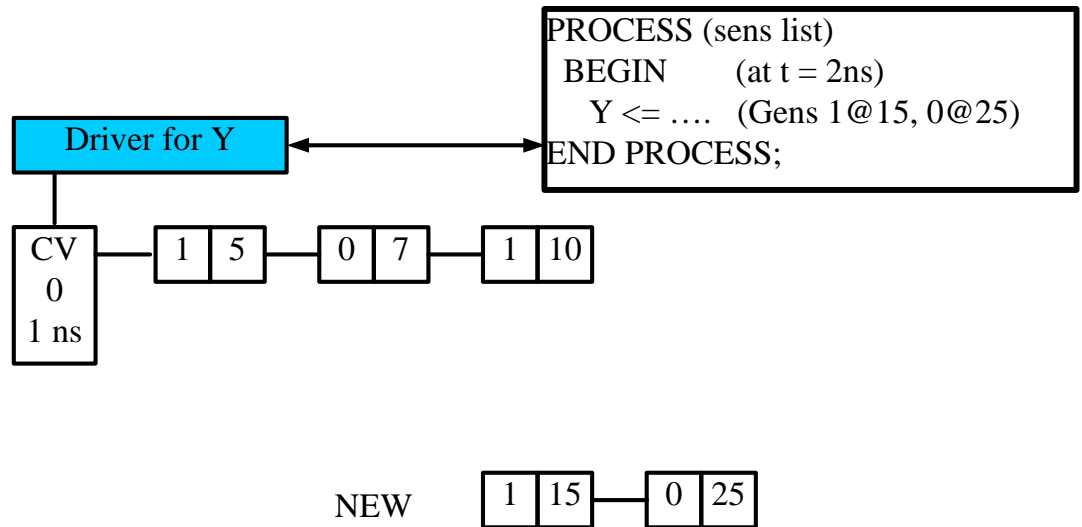 PROCESS (sens list)
BEGIN (at t = 2ns)
Y <= …. (Gens 1@15, 0@25)
END PROCESS;
Driver for Y
CV
0
1 ns
1 5 0 7 1 10
NEW 1 15 0 25